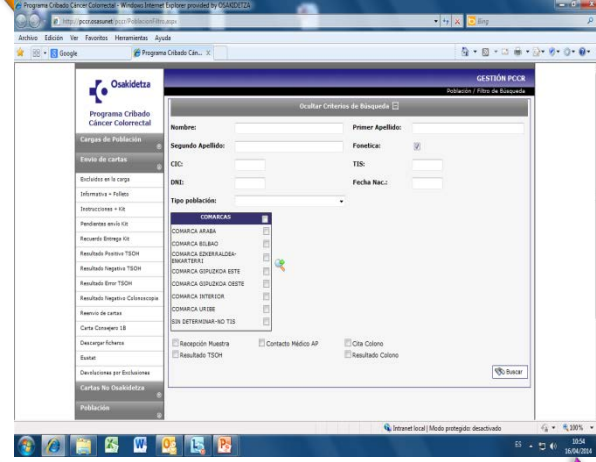 Programa Cribado Cáncer Colorrectal - Windows Internet Explorer provided by OSAKIDETZA
Bing
Archivo Edición Ver Favoritos Herramientas Ayuda
Google
Programa Cribado Cán...
Osakidetza
Programa Cribado
Cáncer Colorrectal
GESTIÓN PCCR
Población / Filtro de Búsqueda
Ocultar Criterios de Búsqueda
Nombre:
Primer Apellido:
Segundo Apellido:
Fonetica:
CIC:
TIS:
DNI:
Fecha Nac.:
Tipo población:
COMARCAS
COMARCA ARABA
COMARCA BILBAO
COMARCA EZKERRALDEA-
ENKARTERRI
COMARCA GIPUZKOA ESTE
COMARCA GIPUZKOA OESTE
COMARCA INTERIOR
COMARCA URIBE
SIN DETERMINAR-NO TIS
Recepción Muestra
Contacto Médico AP
Cita Colono
Resultado TSOH
Resultado Colono
Buscar
Cargas de Población
Envío de cartas
Excluidos en la carga
Informativa + Folleto
Instrucciones + Kit
Pendientes envío Kit
Recuerdo Entrega Kit
Resultado Positivo TSOH
Resultado Negativo TSOH
Resultado Error TSOH
Resultado Negativo Colonoscopia
Reenvio de cartas
Carta Consejero 1B
Descargar ficheros
Eustat
Devoluciones por Exclusiones
Cartas No Osakidetza
Población
Intranet local | Modo protegido: desactivado
100%
ES
10:54
16/04/2014